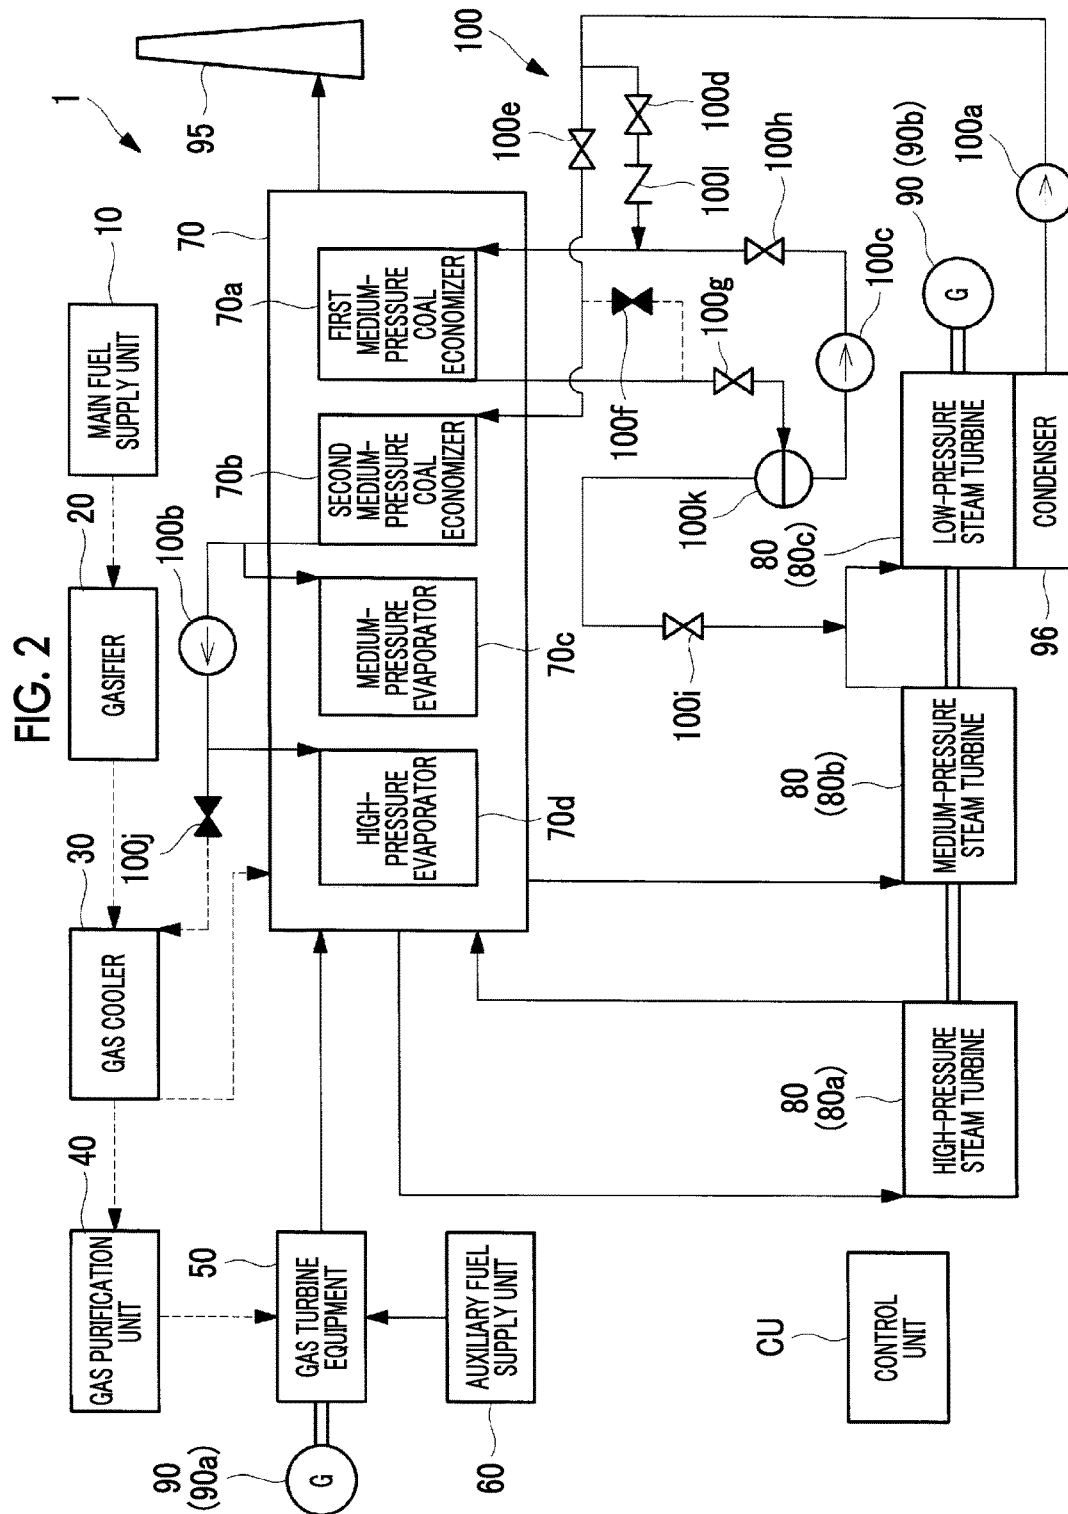 FIG. 2
1
95
10
MAIN FUEL
SUPPLY UNIT
20
GASIFIER
30
GAS COOLER
40
GAS PURIFICATION
UNIT
50
GAS TURBINE
EQUIPMENT
60
AUXILIARY FUEL
SUPPLY UNIT
90
(90a)
G
70
70a
FIRST
MEDIUM-
PRESSURE
COAL
ECONOMIZER
70b
SECOND
MEDIUM-
PRESSURE
COAL
ECONOMIZER
70c
MEDIUM-
PRESSURE
EVAPORATOR
70d
HIGH-
PRESSURE
EVAPORATOR
100
100a
100b
100c
100d
100e
100f
100g
100h
100i
100j
100k
100l
80
(80a)
HIGH-PRESSURE
STEAM TURBINE
80
(80b)
MEDIUM-PRESSURE
STEAM TURBINE
80
(80c)
LOW-PRESSURE
STEAM TURBINE
CONDENSER
96
90 (90b)
G
CU
CONTROL
UNIT